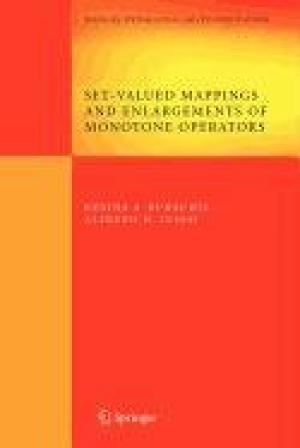 SET-VALUED MAPPINGS
AND ENLARGEMENTS OF
MONOTONE OPERATORS
REGINA S. BURACHIK
ALFREDO N. IUSEM
Springer